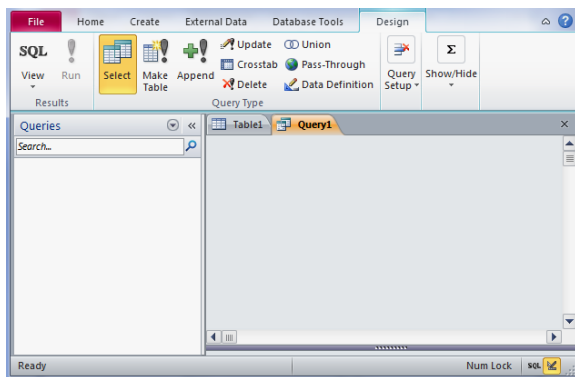 File Home Create External Data Database Tools Design
SQL Update Union Σ
Crosstab Pass-Through
View Run Select Make Table Append Delete Data Definition Query Setup Show/Hide
Results Query Type
Queries Table1 Query1
Search...
Ready Num Lock SQL